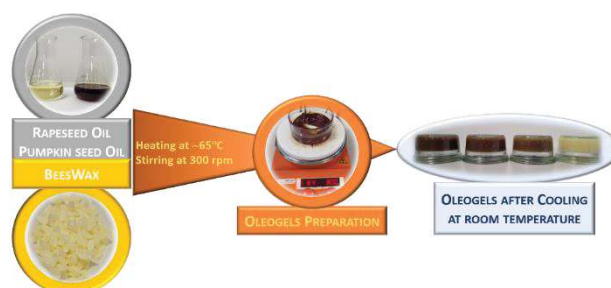 RAPESEED OIL
PUMPKIN SEED OIL
BEESWAX
Heating at ~65°C
Stirring at 300 rpm
OLEOGELS PREPARATION
OLEOGELS AFTER COOLING
AT ROOM TEMPERATURE